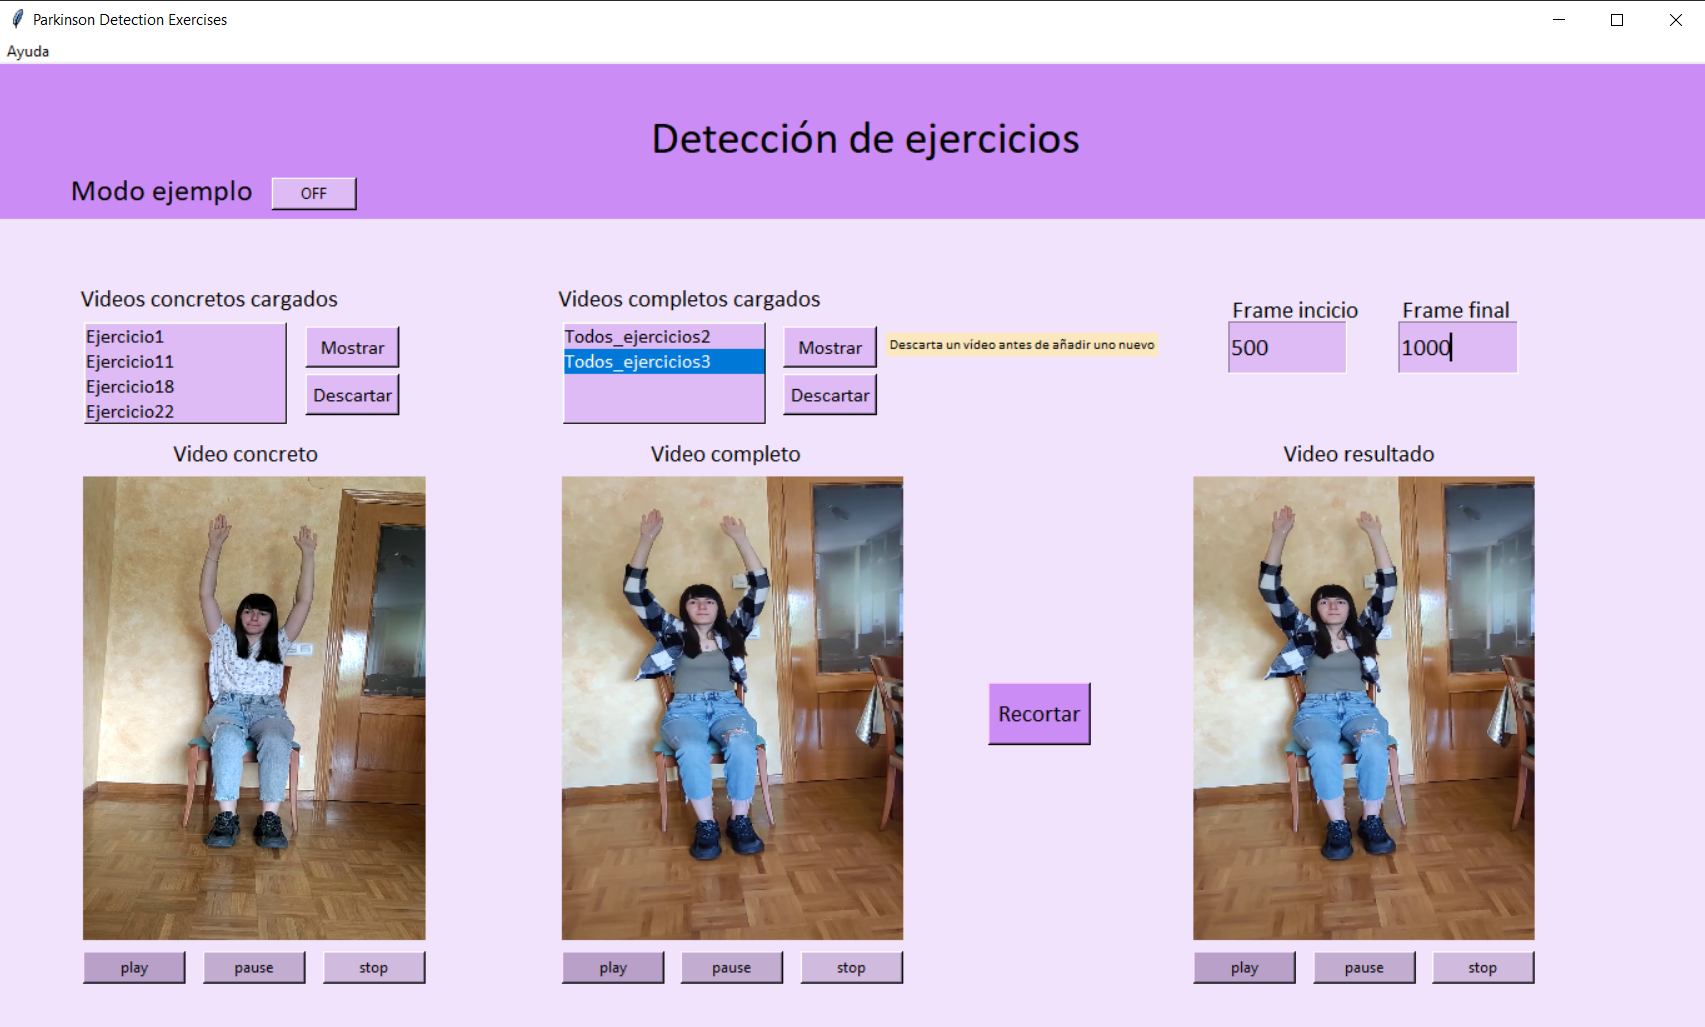 Parkinson Detection Exercises
Ayuda
Detección de ejercicios
Modo ejemplo OFF
Videos concretos cargados
Ejercicio1
Ejercicio11
Ejercicio18
Ejercicio22
Mostrar
Descartar
Videos completos cargados
Todos_ejercicios2
Todos_ejercicios3
Mostrar
Descartar
Descarta un vídeo antes de añadir uno nuevo
Frame incicio
500
Frame final
1000
Video concreto
play pause stop
Video completo
play pause stop
Recortar
Video resultado
play pause stop